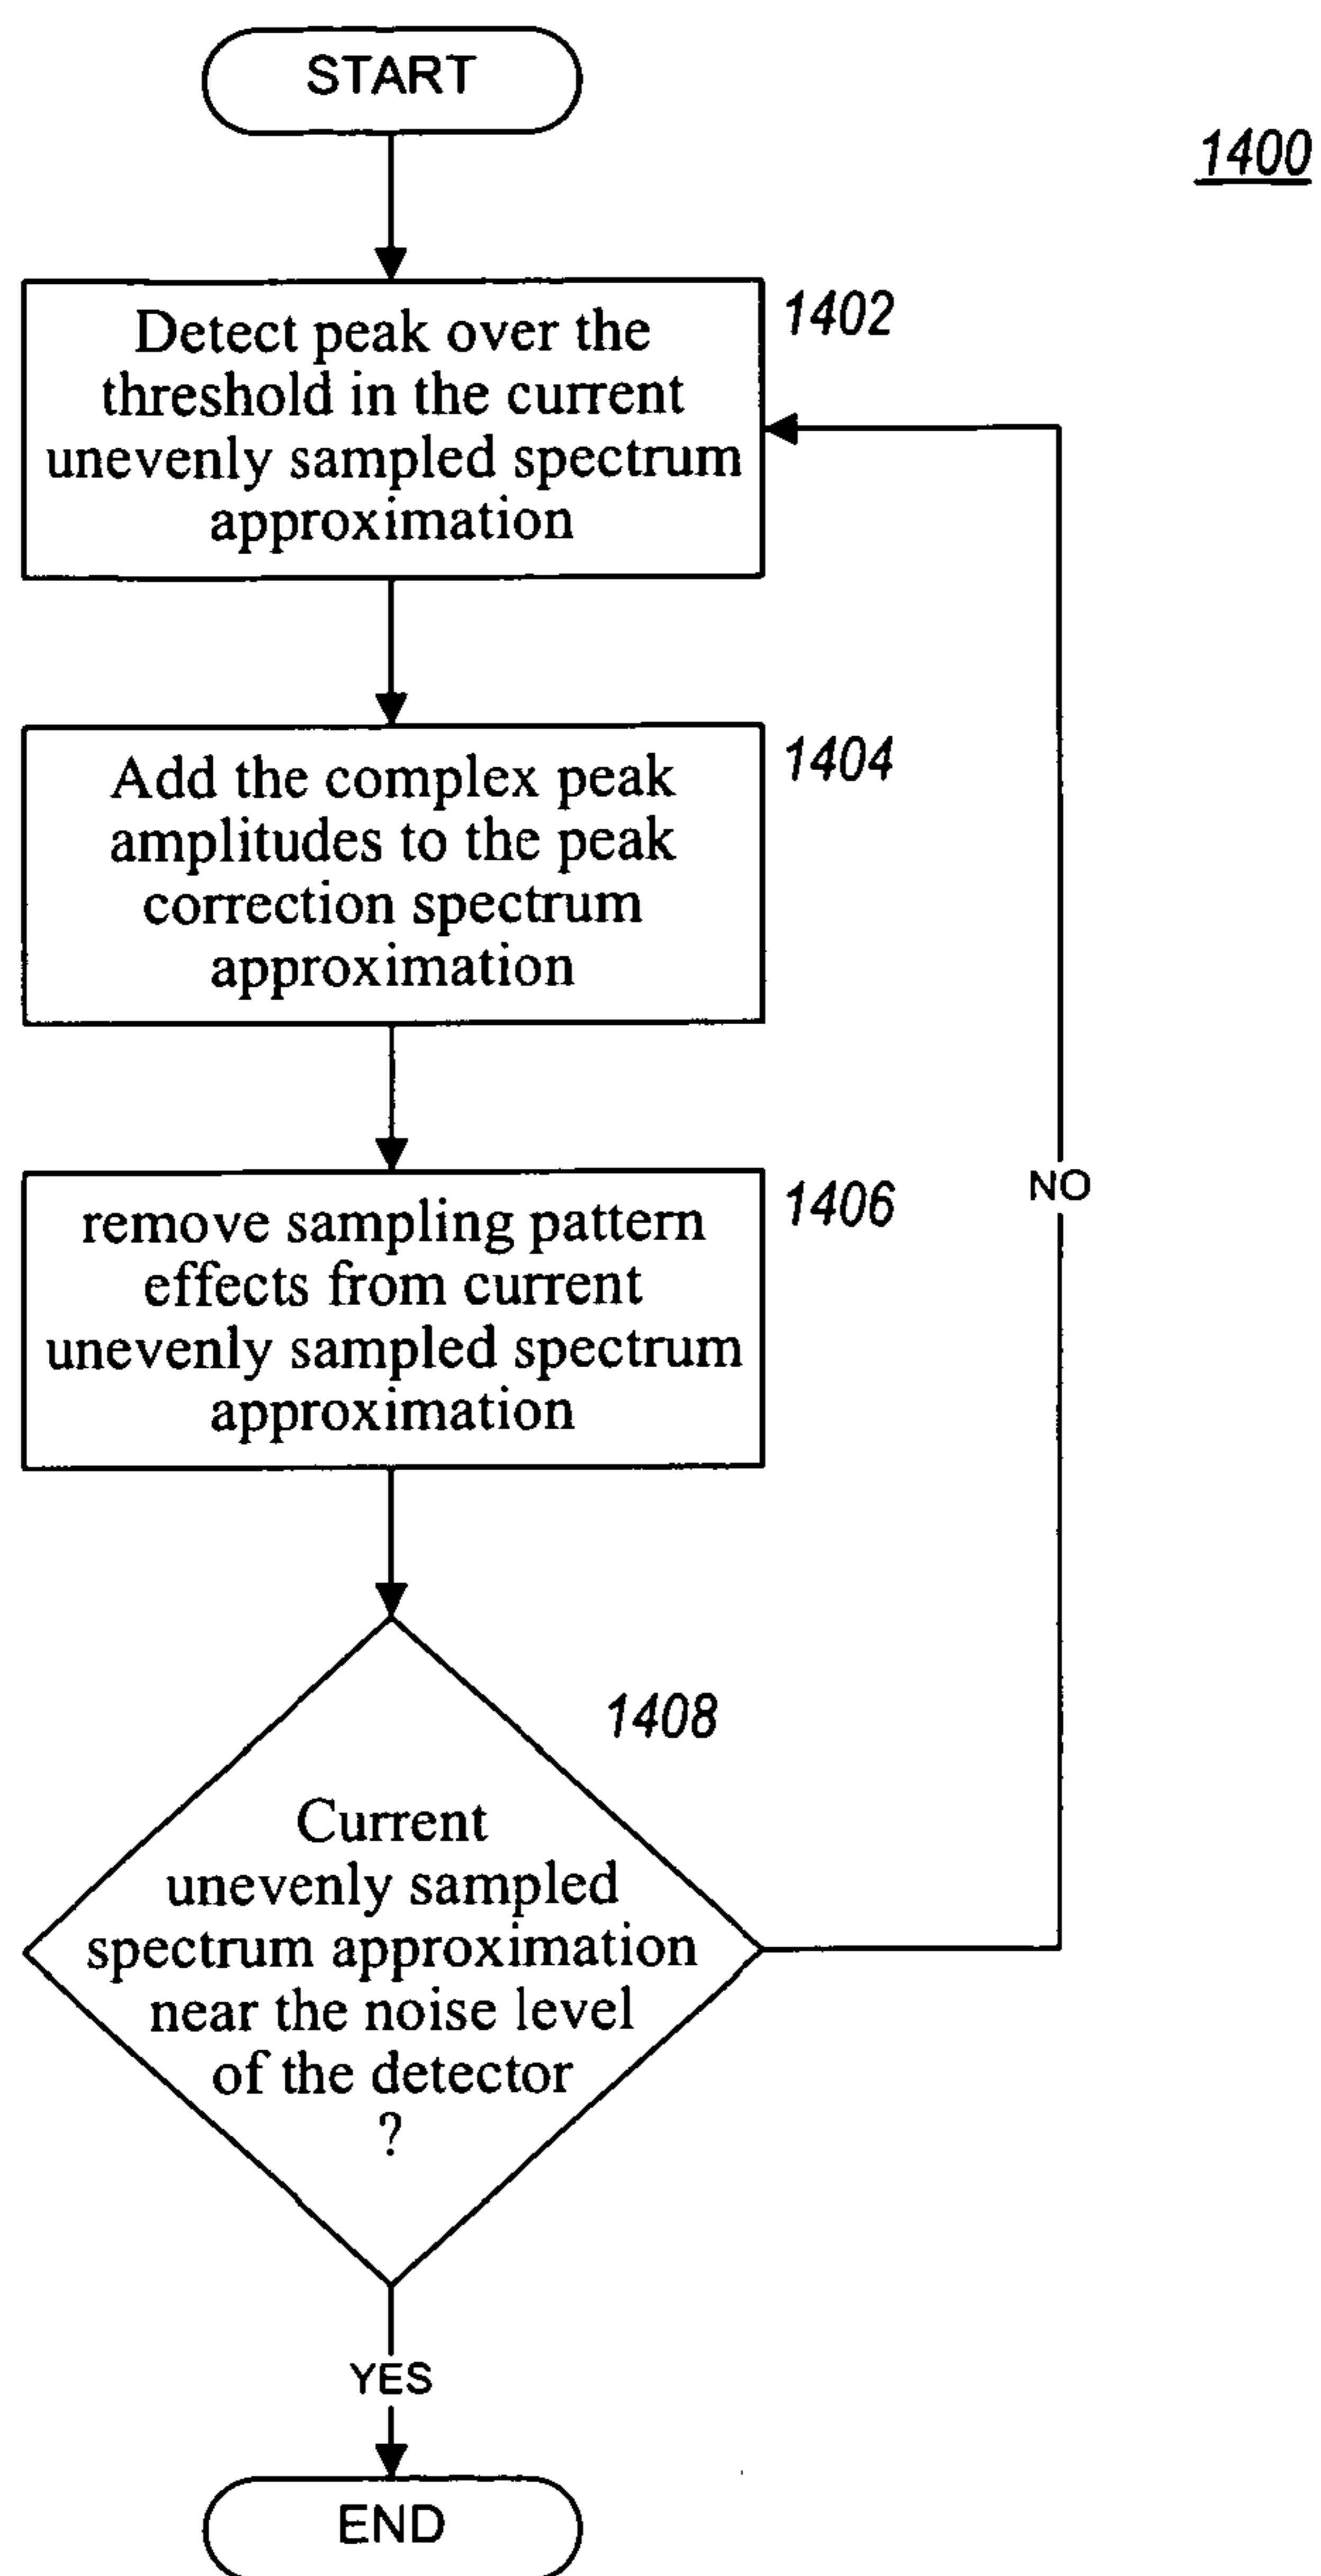 START
1400
Detect peak over the
threshold in the current
unevenly sampled spectrum
approximation
1402
Add the complex peak
amplitudes to the peak
correction spectrum
approximation
1404
remove sampling pattern
effects from current
unevenly sampled spectrum
approximation
1406
NO
1408
Current
unevenly sampled
spectrum approximation
near the noise level
of the detector
?
YES
END